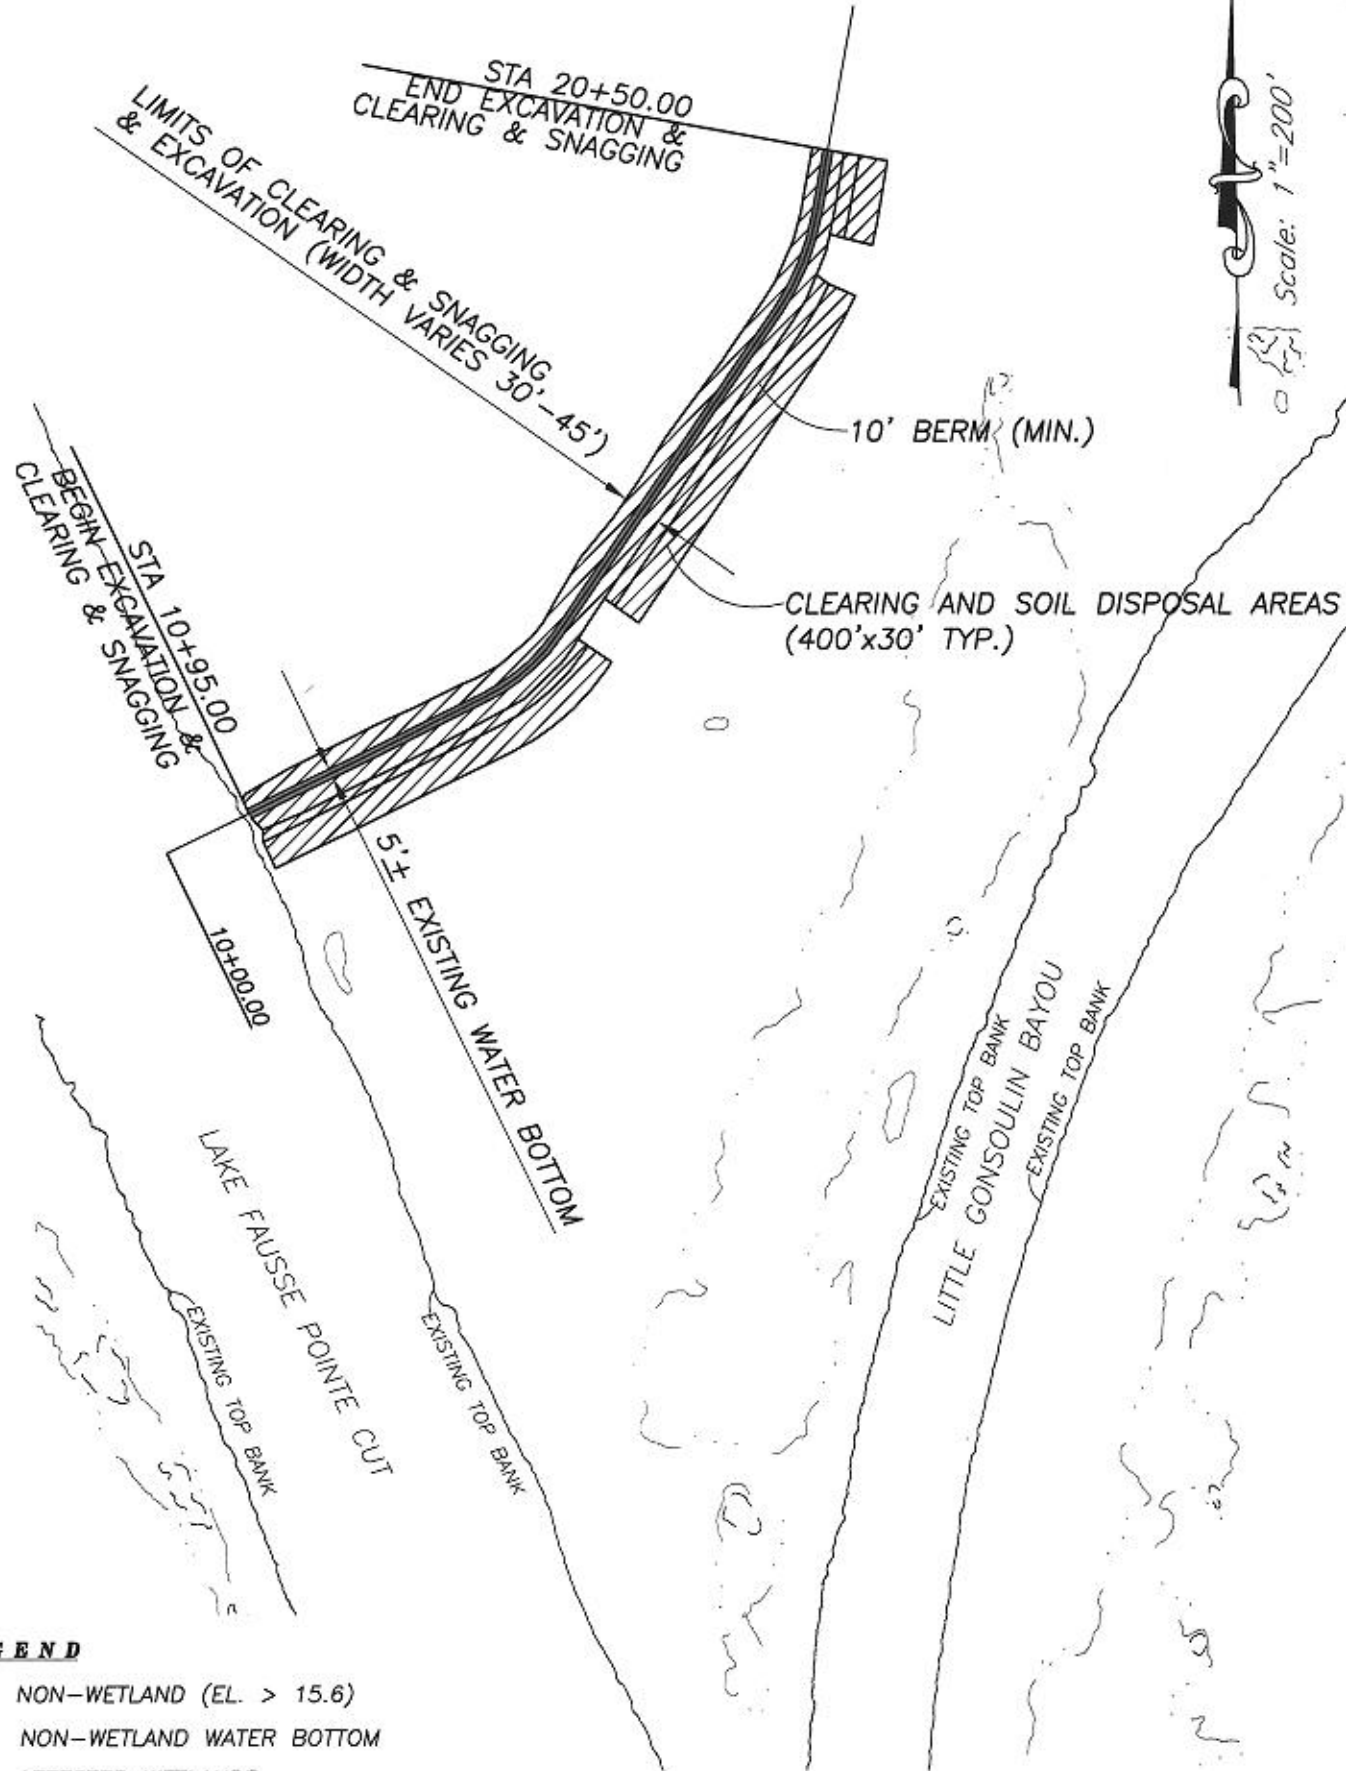 STA 20+50.00
END EXCAVATION &
CLEARING & SNAGGING
LIMITS OF CLEARING & SNAGGING
& EXCAVATION (WIDTH VARIES 30'-45')
Scale: 1"=200'
10' BERM (MIN.)
CLEARING AND SOIL DISPOSAL AREAS
(400'x30' TYP.)
STA 10+95.00
BEGIN EXCAVATION &
CLEARING & SNAGGING
10+00.00
5'± EXISTING WATER BOTTOM
LAKE FAUSSE POINTE CUT
EXISTING TOP BANK
EXISTING TOP BANK
EXISTING TOP BANK
LITTLE GONSOULIN BAYOU
EXISTING TOP BANK
GEND
NON-WETLAND (EL. > 15.6)
NON-WETLAND WATER BOTTOM